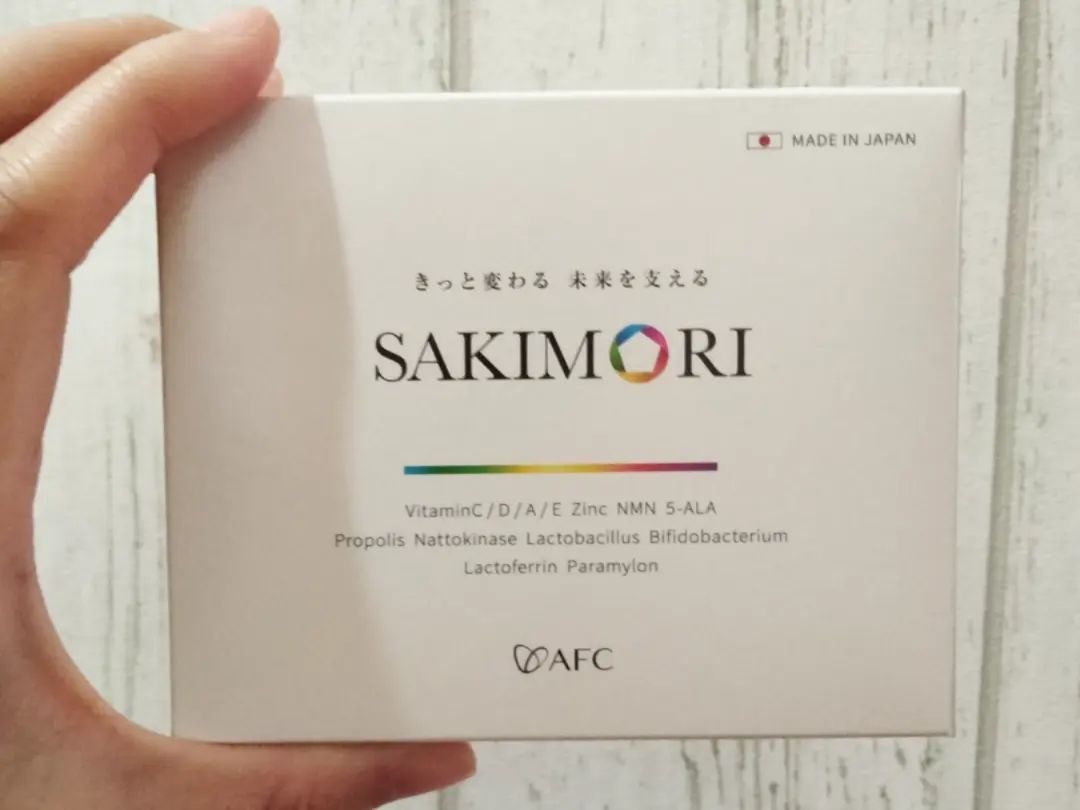 MADE IN JAPAN
きっと変わる 未来を支える
SAKIMORI
VitaminC/D/A/E Zinc NMN 5-ALA
Propolis Nattokinase Lactobacillus Bifidobacterium
Lactoferrin Paramylon
AFC